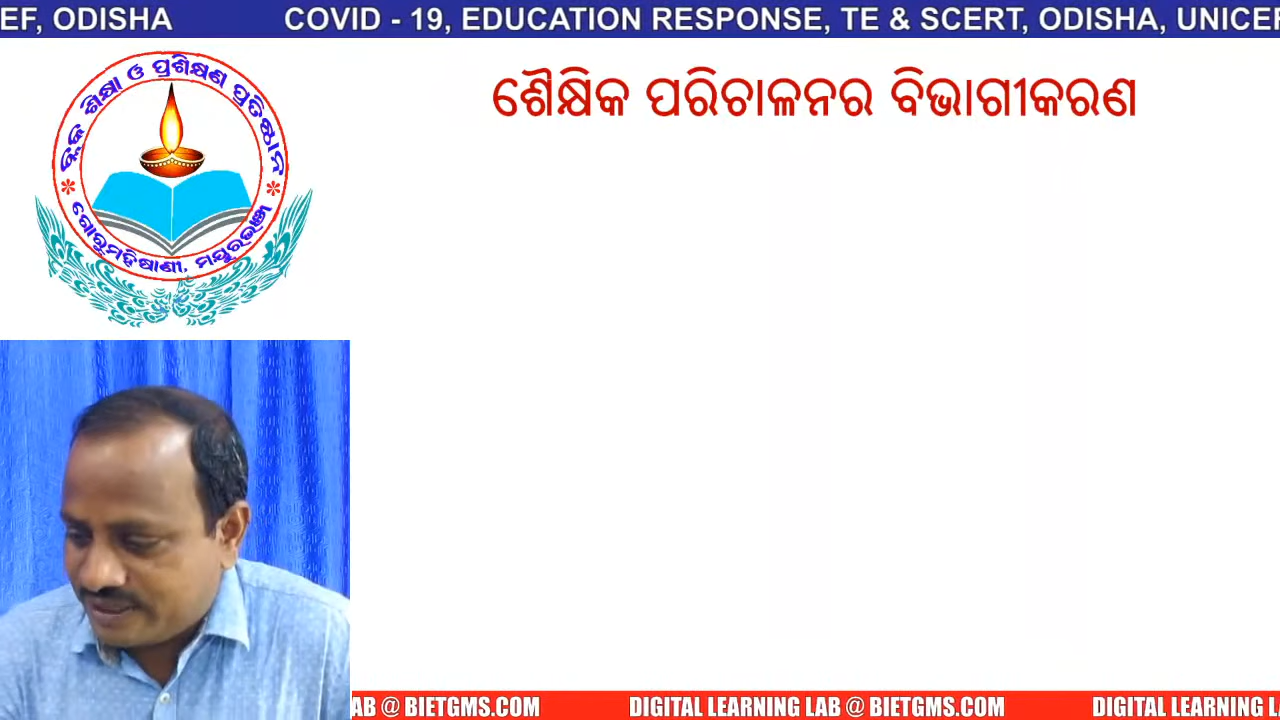 EF, ODISHA COVID - 19, EDUCATION RESPONSE, TE & SCERT, ODISHA, UNICEF
ବ୍ଲକ ଶିକ୍ଷା ଓ ପ୍ରଶିକ୍ଷଣ ପ୍ରତିଷ୍ଠାନ
ଗୋରୁମହିଷାଣୀ, ମୟୂରଭଞ୍ଜ
ଶୈକ୍ଷିକ ପରିଚାଳନର ବିଭାଗୀକରଣ
AB @ BIETGMS.COM DIGITAL LEARNING LAB @ BIETGMS.COM DIGITAL LEARNING L